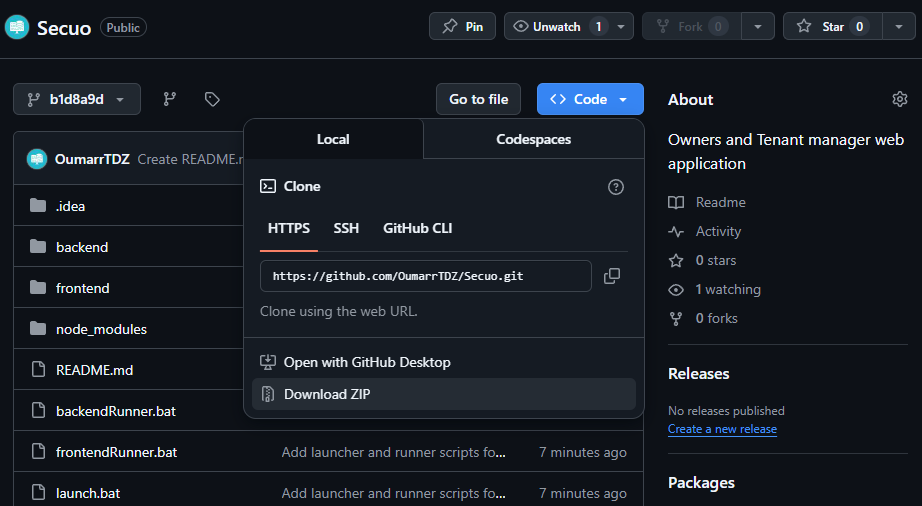 Secuo Public Pin Unwatch 1 Fork 0 Star 0
b1d8a9d Go to file Code
Local Codespaces
OumarrTDZ Create README.
Clone
HTTPS SSH GitHub CLI
https://github.com/OumarrTDZ/Secuo.git
Clone using the web URL.
Open with GitHub Desktop
Download ZIP
.idea
backend
frontend
node_modules
README.md
backendRunner.bat
frontendRunner.bat Add launcher and runner scripts fo... 7 minutes ago
launch.bat Add launcher and runner scripts fo... 7 minutes ago
About
Owners and Tenant manager web
application
Readme
Activity
0 stars
1 watching
0 forks
Releases
No releases published
Create a new release
Packages